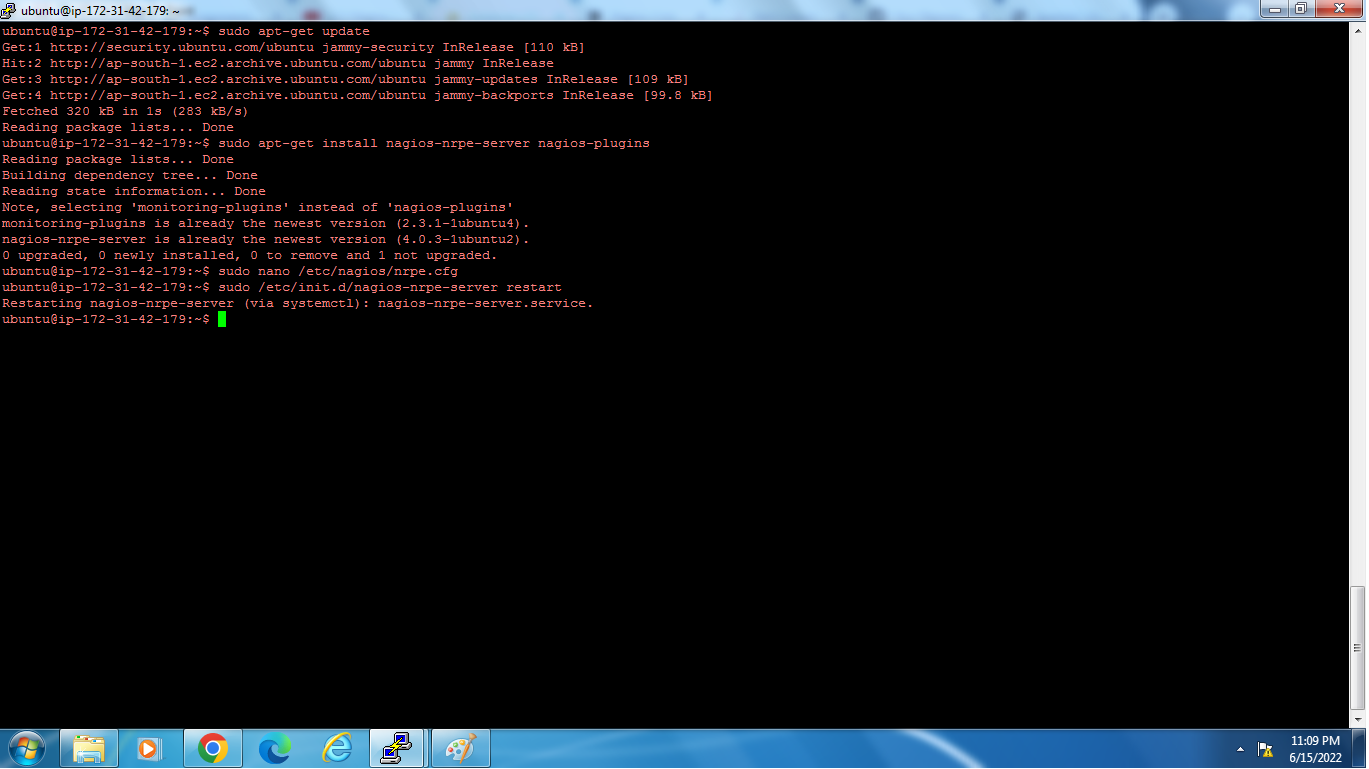 ubuntu@ip-172-31-42-179: ~
ubuntu@ip-172-31-42-179:~$ sudo apt-get update
Get:1 http://security.ubuntu.com/ubuntu jammy-security InRelease [110 kB]
Hit:2 http://ap-south-1.ec2.archive.ubuntu.com/ubuntu jammy InRelease
Get:3 http://ap-south-1.ec2.archive.ubuntu.com/ubuntu jammy-updates InRelease [109 kB]
Get:4 http://ap-south-1.ec2.archive.ubuntu.com/ubuntu jammy-backports InRelease [99.8 kB]
Fetched 320 kB in 1s (283 kB/s)
Reading package lists... Done
ubuntu@ip-172-31-42-179:~$ sudo apt-get install nagios-nrpe-server nagios-plugins
Reading package lists... Done
Building dependency tree... Done
Reading state information... Done
Note, selecting 'monitoring-plugins' instead of 'nagios-plugins'
monitoring-plugins is already the newest version (2.3.1-1ubuntu4).
nagios-nrpe-server is already the newest version (4.0.3-1ubuntu2).
0 upgraded, 0 newly installed, 0 to remove and 1 not upgraded.
ubuntu@ip-172-31-42-179:~$ sudo nano /etc/nagios/nrpe.cfg
ubuntu@ip-172-31-42-179:~$ sudo /etc/init.d/nagios-nrpe-server restart
Restarting nagios-nrpe-server (via systemctl): nagios-nrpe-server.service.
ubuntu@ip-172-31-42-179:~$
11:09 PM
6/15/2022